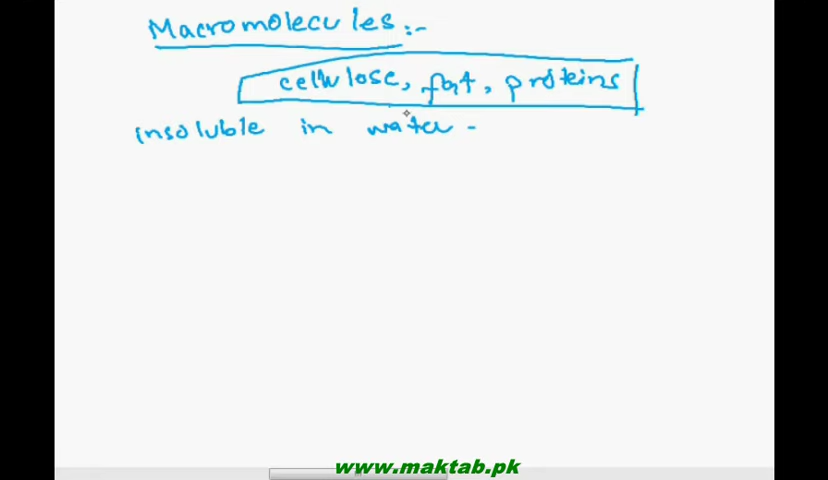 Macromolecules :-
cellulose, fat, proteins
insoluble in water -
www.maktab.pk